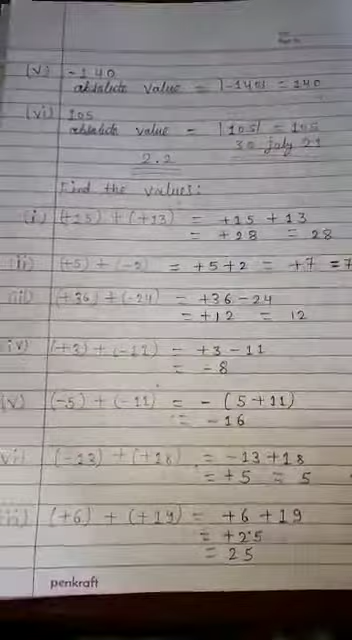 (v) -140
absolute value = |-140| = 140
(vi) 105
absolute value = |105| = 105
30 july 21
2.2
Find the values:
(i) (+15) + (+13) = +15 + 13
= +28 = 28
(ii) (+5) + (-2) = +5+2 = +7 = 7
(iii) (+36) + (-24) = +36-24
= +12 = 12
(iv) (+3) + (-11) = +3-11
= -8
(v) (-5) + (-11) = -(5+11)
= -16
(vi) (-13) + (+18) = -13+18
= +5 = 5
(+6) + (+19) = +6 +19
= +25
= 25
penkraft